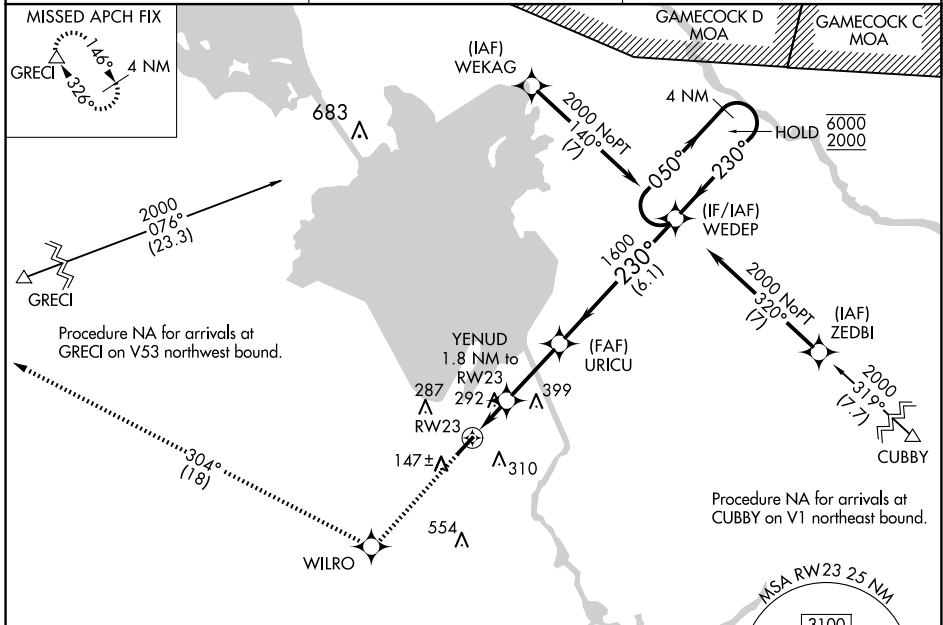 MISSED APCH FIX
GRECI
146°
326°
4 NM
GAMECOCK D
MOA
GAMECOCK C
MOA
(IAF)
WEKAG
683
2000 NoPT
140°
(7)
4 NM
050°
230°
HOLD
6000
2000
(IF/IAF)
WEDEP
2000
076°
(23.3)
GRECI
Procedure NA for arrivals at
GRECI on V53 northwest bound.
1600
230°
(6.1)
2000 NoPT
320°
(7)
(IAF)
ZEDBI
2000
319°
(7.7)
CUBBY
YENUD
1.8 NM to
RW23
(FAF)
URICU
287
292
399
RW23
147±
310
304°
(18)
Procedure NA for arrivals at
CUBBY on V1 northeast bound.
554
WILRO
MSA RW23 25 NM
3100